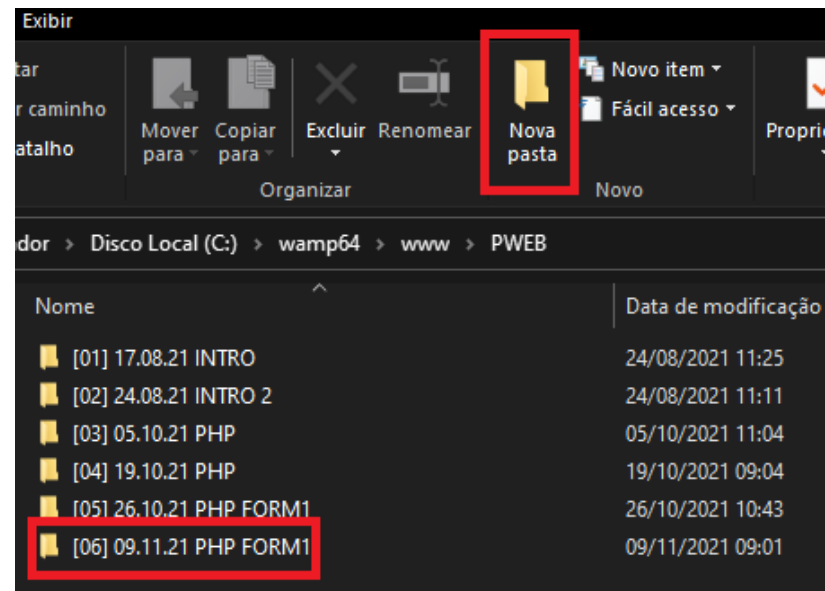 Exibir
tar
r caminho
atalho
Mover para
Copiar para
Excluir
Renomear
Nova pasta
Novo item
Fácil acesso
Propri
Organizar
Novo
dor > Disco Local (C:) > wamp64 > www > PWEB
Nome Data de modificação
[01] 17.08.21 INTRO 24/08/2021 11:25
[02] 24.08.21 INTRO 2 24/08/2021 11:11
[03] 05.10.21 PHP 05/10/2021 11:04
[04] 19.10.21 PHP 19/10/2021 09:04
[05] 26.10.21 PHP FORM1 26/10/2021 10:43
[06] 09.11.21 PHP FORM1 09/11/2021 09:01